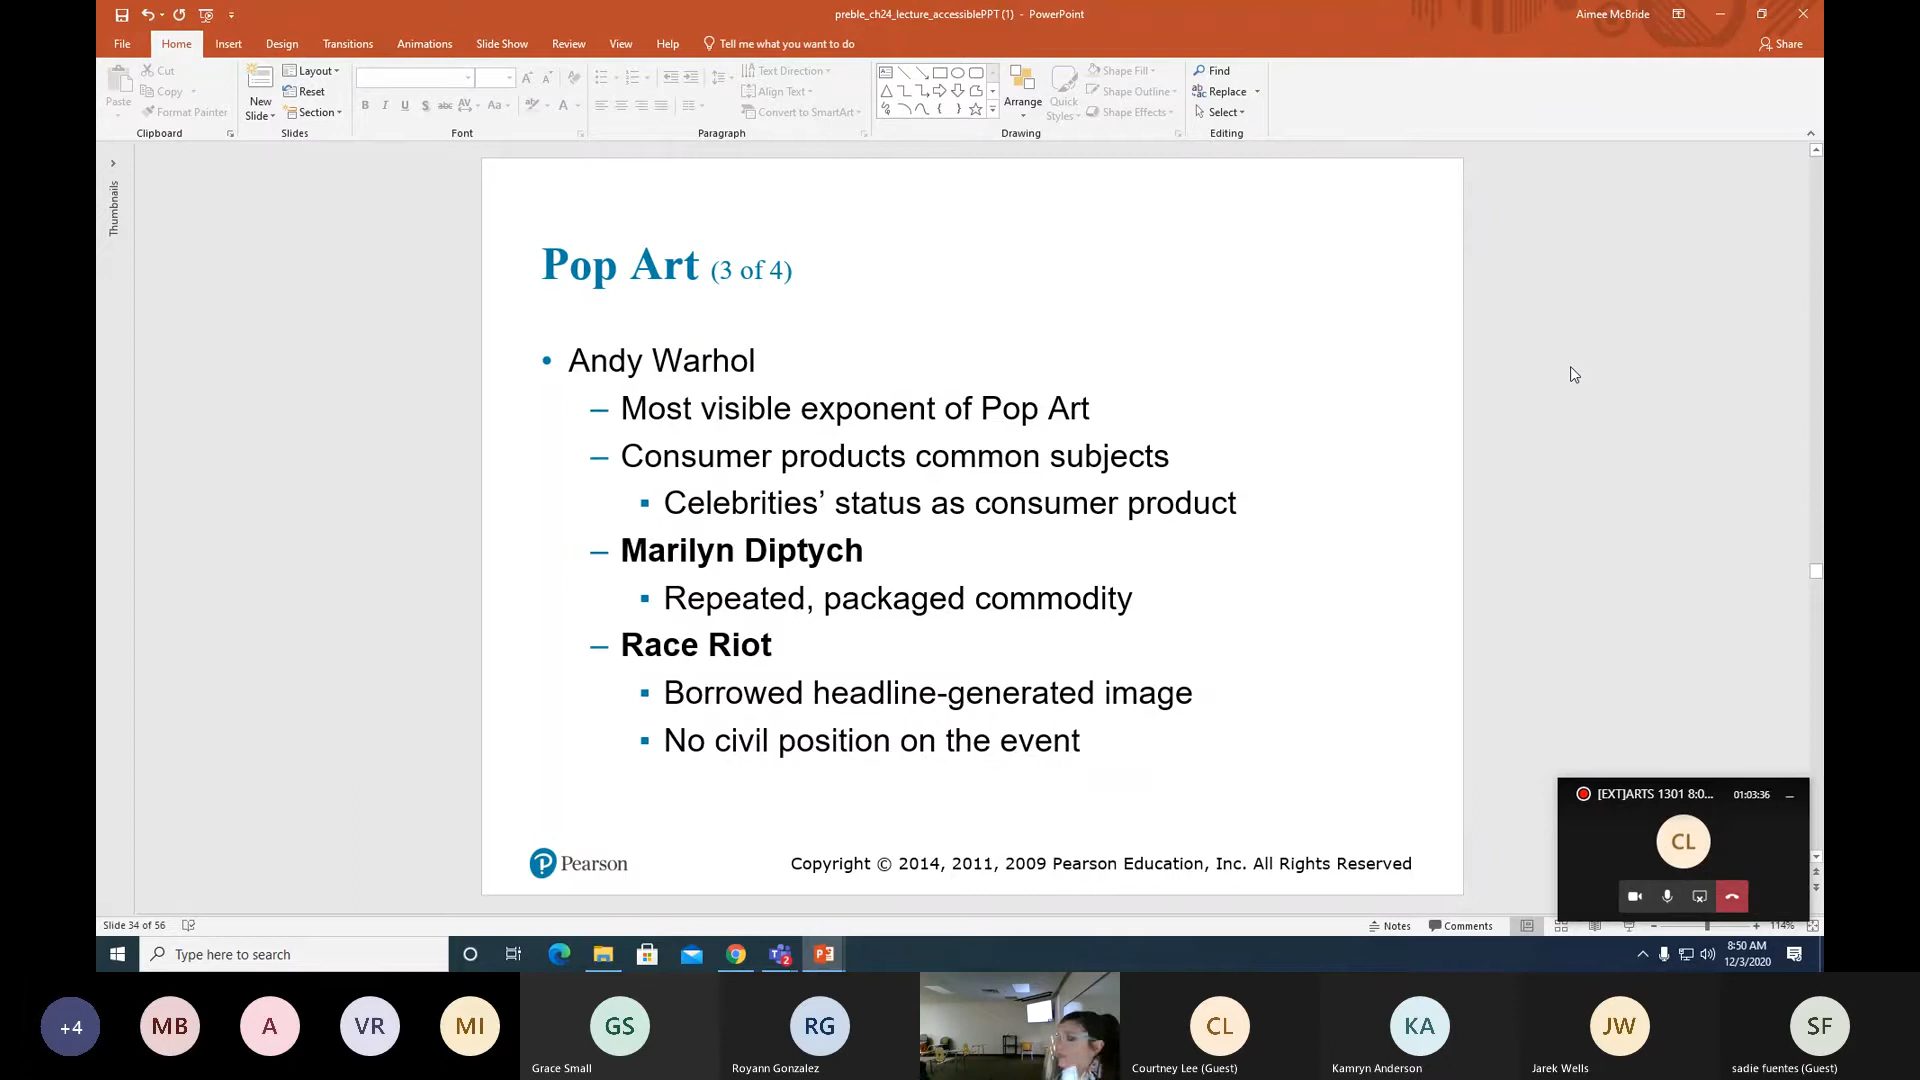 preble_ch24_lecture_accessiblePPT (1) - PowerPoint
Aimee McBride
File Home Insert Design Transitions Animations Slide Show Review View Help Tell me what you want to do
Share
Cut
Copy
Format Painter
Paste
Clipboard
New Slide
Layout
Reset
Section
Slides
Font
Text Direction
Align Text
Convert to SmartArt
Paragraph
Arrange
Quick Styles
Shape Fill
Shape Outline
Shape Effects
Drawing
Find
Replace
Select
Editing
Thumbnails
Pop Art (3 of 4)
• Andy Warhol
– Most visible exponent of Pop Art
– Consumer products common subjects
▪ Celebrities’ status as consumer product
– Marilyn Diptych
▪ Repeated, packaged commodity
– Race Riot
▪ Borrowed headline-generated image
▪ No civil position on the event
Pearson
Copyright © 2014, 2011, 2009 Pearson Education, Inc. All Rights Reserved
[EXT]ARTS 1301 8:0... 01:03:36
CL
Slide 34 of 56
Notes Comments
114%
Type here to search
8:50 AM
12/3/2020
+4 MB A VR MI GS RG CL KA JW SF
Grace Small
Royann Gonzalez
Courtney Lee (Guest)
Kamryn Anderson
Jarek Wells
sadie fuentes (Guest)